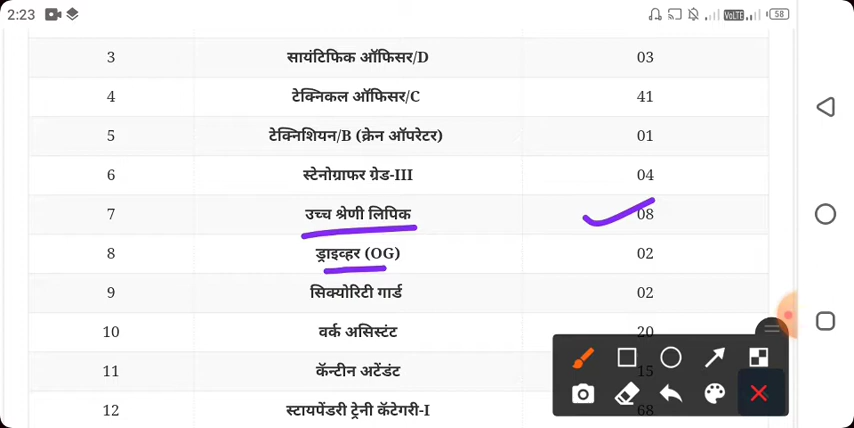 2:23 VoLTE 58
3 सायंटिफिक ऑफिसर/D 03
4 टेक्निकल ऑफिसर/C 41
5 टेक्निशियन/B (क्रेन ऑपरेटर) 01
6 स्टेनोग्राफर ग्रेड-III 04
7 उच्च श्रेणी लिपिक 08
8 ड्राइव्हर (OG) 02
9 सिक्योरिटी गार्ड 02
10 वर्क असिस्टंट 20
11 कॅन्टीन अटेंडंट 15
12 स्टायपेंडरी ट्रेनी कॅटेगरी-I 68